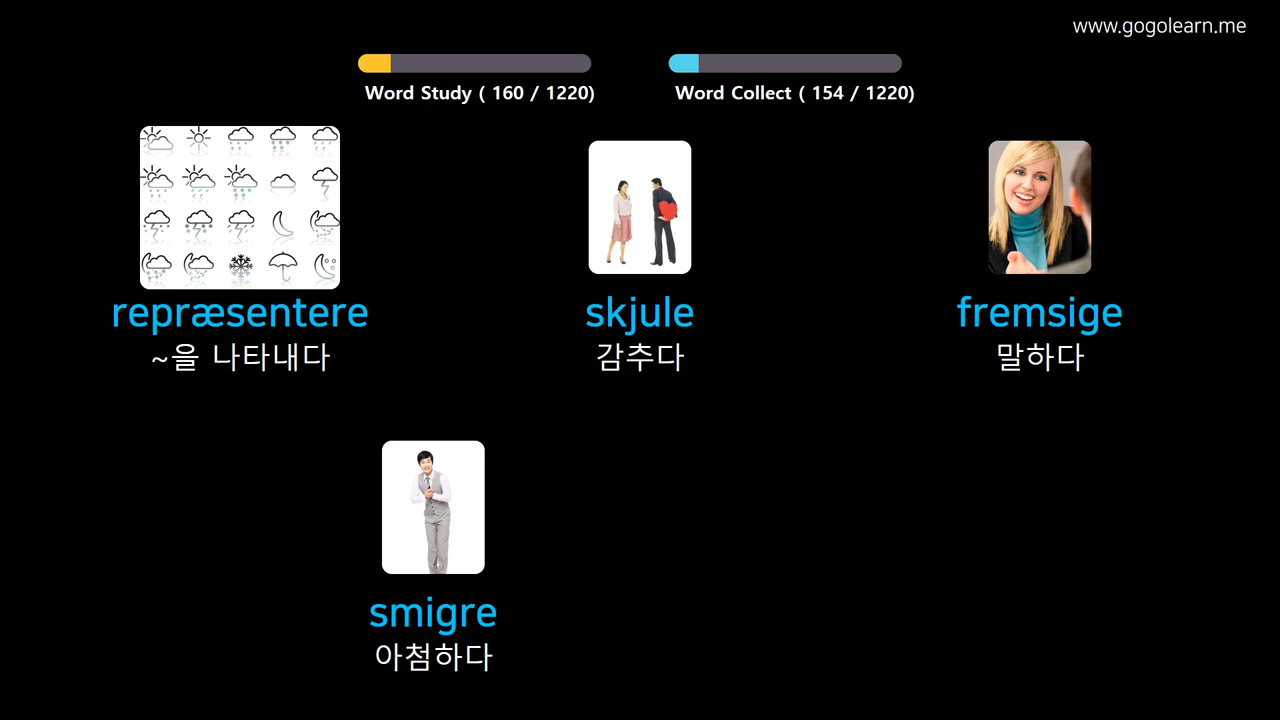 www.gogolearn.me
Word Study ( 160 / 1220)
Word Collect ( 154 / 1220)
repræsentere
~을 나타내다
skjule
감추다
fremsige
말하다
smigre
아첨하다